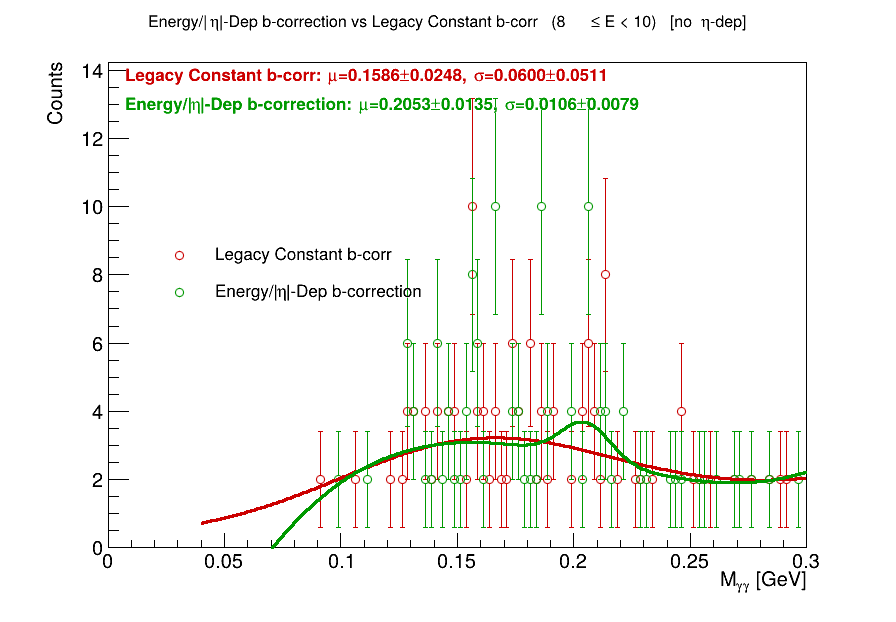 Energy/|η|-Dep b-correction vs Legacy Constant b-corr (8 ≤ E < 10) [no η-dep]
Counts
Legacy Constant b-corr: μ=0.1586±0.0248, σ=0.0600±0.0511
Energy/|η|-Dep b-correction: μ=0.2053±0.0135, σ=0.0106±0.0079
Legacy Constant b-corr
Energy/|η|-Dep b-correction
14
12
10
8
6
4
2
0
0 0.05 0.1 0.15 0.2 0.25 0.3
Mγγ [GeV]